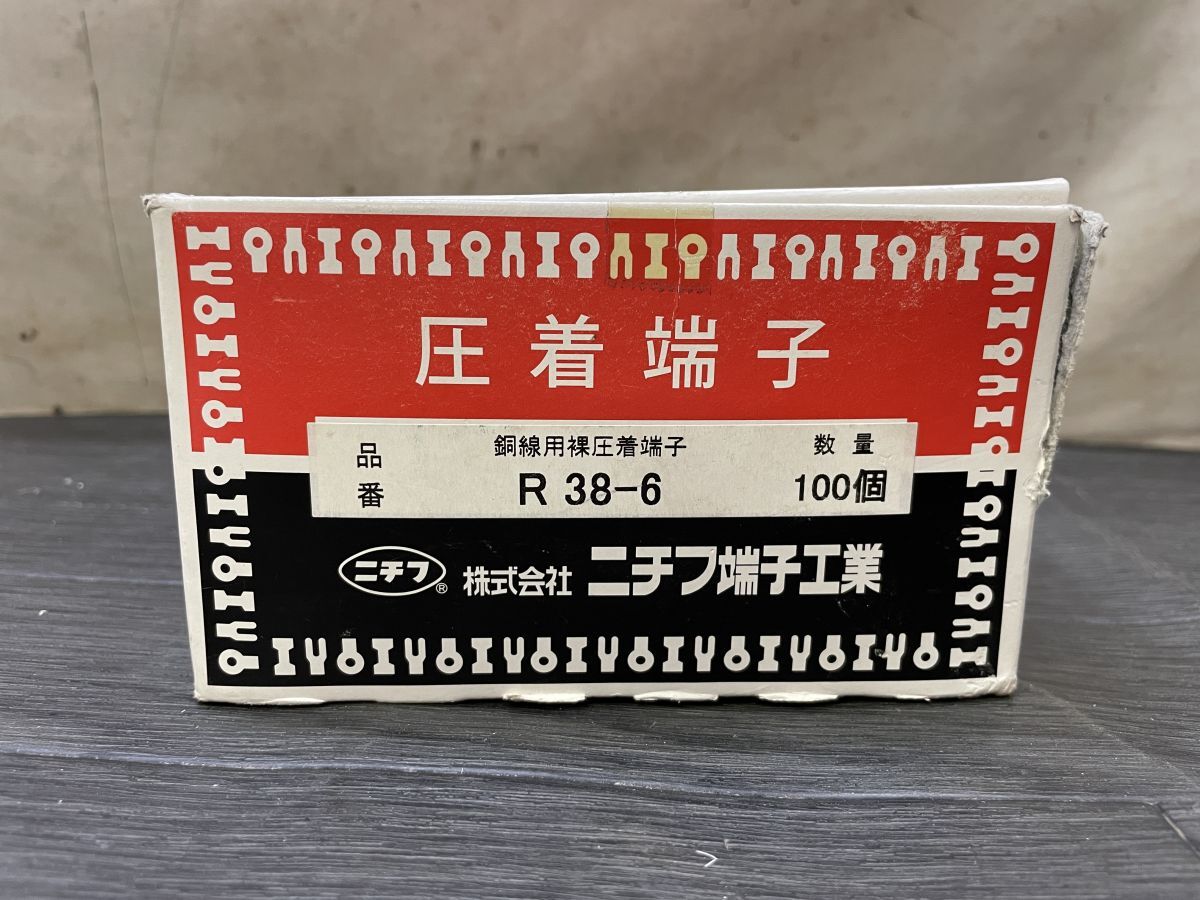 圧着端子
品番 銅線用裸圧着端子 数量
R 38-6 100個
ニチフ® 株式会社 ニチフ端子工業